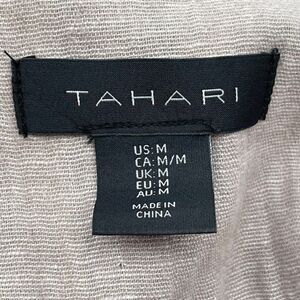 TAHARI
US: M
CA: M/M
UK: M
EU: M
AU: M
MADE IN
CHINA